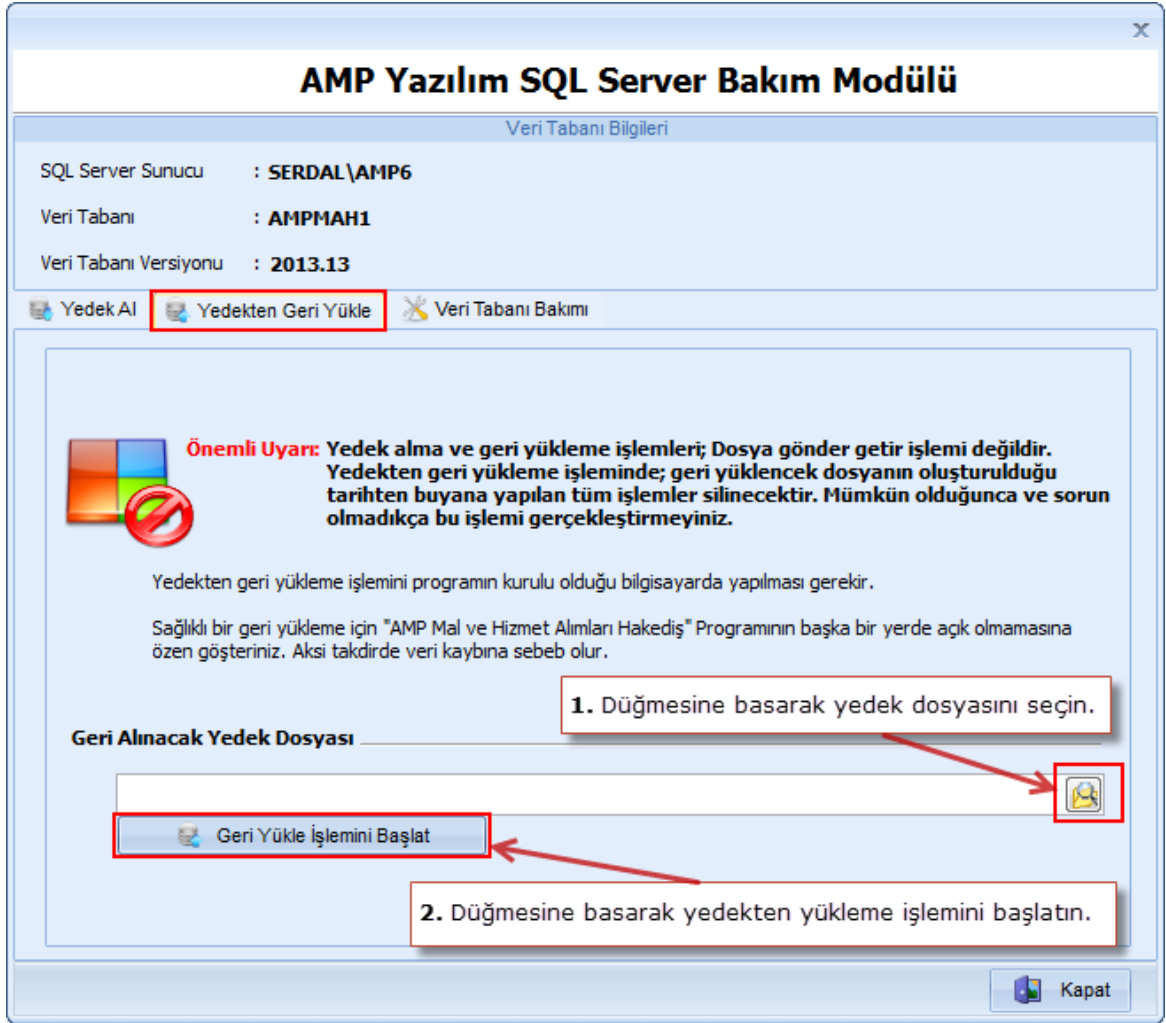 x
AMP Yazılım SQL Server Bakım Modülü
Veri Tabanı Bilgileri
SQL Server Sunucu : SERDAL\AMP6
Veri Tabanı : AMPMAH1
Veri Tabanı Versiyonu : 2013.13
Yedek Al Yedekten Geri Yükle Veri Tabanı Bakımı
Önemli Uyarı: Yedek alma ve geri yükleme işlemleri; Dosya gönder getir işlemi değildir.
Yedekten geri yükleme işleminde; geri yüklencek dosyanın oluşturulduğu
tarihten buyana yapılan tüm işlemler silinecektir. Mümkün olduğunca ve sorun
olmadıkça bu işlemi gerçekleştirmeyiniz.
Yedekten geri yükleme işlemini programın kurulu olduğu bilgisayarda yapılması gerekir.
Sağlıklı bir geri yükleme için "AMP Mal ve Hizmet Alımları Hakediş" Programının başka bir yerde açık olmamasına
özen göşteriniz. Aksi takdirde veri kaybına sebeb olur.
1. Düğmesine basarak yedek dosyasını seçin.
Geri Alınacak Yedek Dosyası
Geri Yükle İşlemini Başlat
2. Düğmesine basarak yedekten yükleme işlemini başlatın.
Kapat